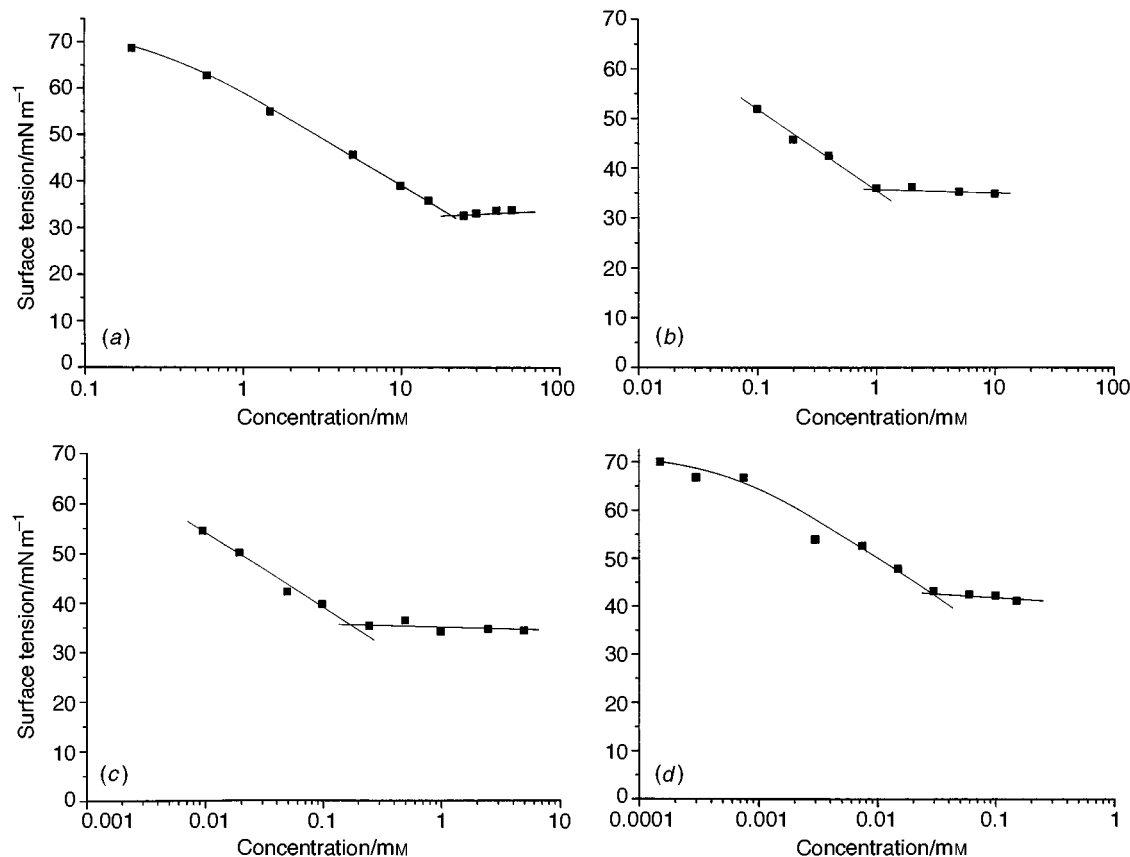 70
60
50
40
30
20
10
0
Surface tension/mN m⁻¹
(a)
0.1 1 10 100
Concentration/mM
70
60
50
40
30
20
10
0
(b)
0.01 0.1 1 10 100
Concentration/mM
70
60
50
40
30
20
10
0
Surface tension/mN m⁻¹
(c)
0.001 0.01 0.1 1 10
Concentration/mM
70
60
50
40
30
20
10
0
(d)
0.0001 0.001 0.01 0.1 1
Concentration/mM